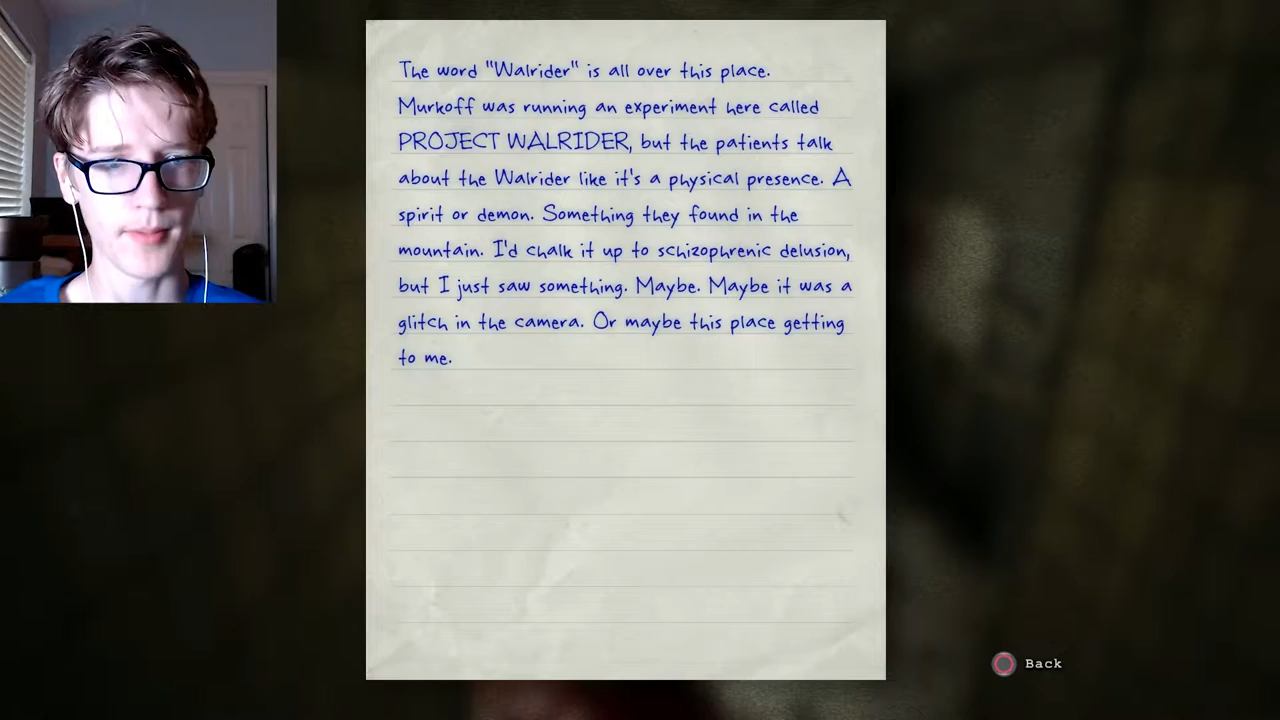 The word "Walrider" is all over this place.
Murkoff was running an experiment here called
PROJECT WALRIDER, but the patients talk
about the Walrider like it's a physical presence. A
spirit or demon. Something they found in the
mountain. I'd chalk it up to schizophrenic delusion,
but I just saw something. Maybe. Maybe it was a
glitch in the camera. Or maybe this place getting
to me.
Back